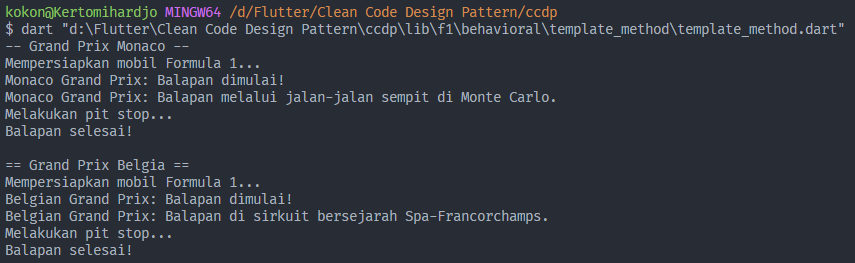 kokon@Kertomihardjo MINGW64 /d/Flutter/Clean Code Design Pattern/ccdp
$ dart "d:\Flutter\Clean Code Design Pattern\ccdp\lib\f1\behavioral\template_method\template_method.dart"
-- Grand Prix Monaco --
Mempersiapkan mobil Formula 1...
Monaco Grand Prix: Balapan dimulai!
Monaco Grand Prix: Balapan melalui jalan-jalan sempit di Monte Carlo.
Melakukan pit stop...
Balapan selesai!
== Grand Prix Belgia ==
Mempersiapkan mobil Formula 1...
Belgian Grand Prix: Balapan dimulai!
Belgian Grand Prix: Balapan di sirkuit bersejarah Spa-Francorchamps.
Melakukan pit stop...
Balapan selesai!